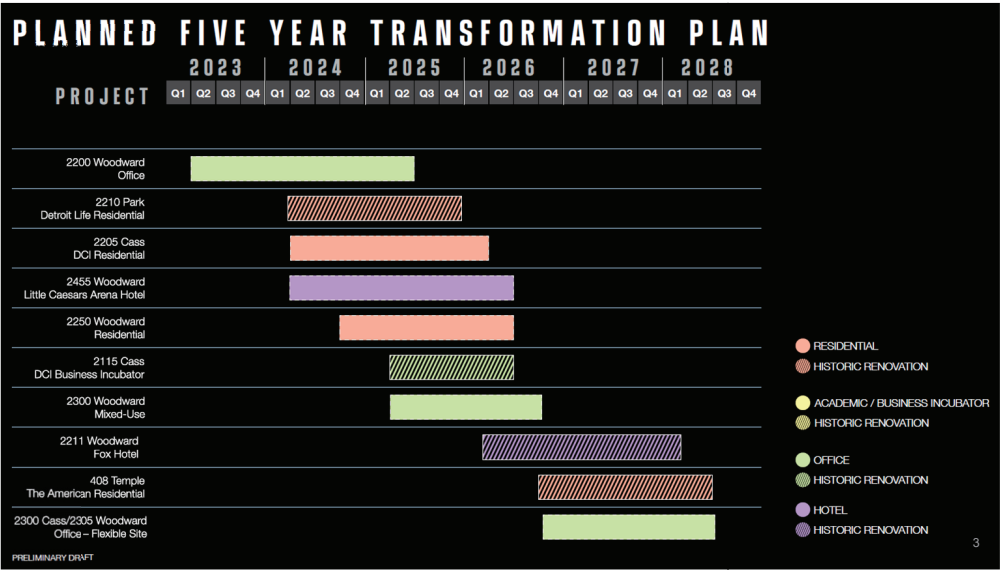 PLANNED FIVE YEAR TRANSFORMATION PLAN
2023 2024 2025 2026 2027 2028
PROJECT Q1 Q2 Q3 Q4 Q1 Q2 Q3 Q4 Q1 Q2 Q3 Q4 Q1 Q2 Q3 Q4 Q1 Q2 Q3 Q4 Q1 Q2 Q3 Q4
2200 Woodward
Office
2210 Park
Detroit Life Residential
2205 Cass
DCI Residential
2455 Woodward
Little Caesars Arena Hotel
2250 Woodward
Residential
2115 Cass
DCI Business Incubator
2300 Woodward
Mixed-Use
2211 Woodward
Fox Hotel
408 Temple
The American Residential
2300 Cass/2305 Woodward
Office – Flexible Site
RESIDENTIAL
HISTORIC RENOVATION
ACADEMIC / BUSINESS INCUBATOR
HISTORIC RENOVATION
OFFICE
HISTORIC RENOVATION
HOTEL
HISTORIC RENOVATION
3
PRELIMINARY DRAFT